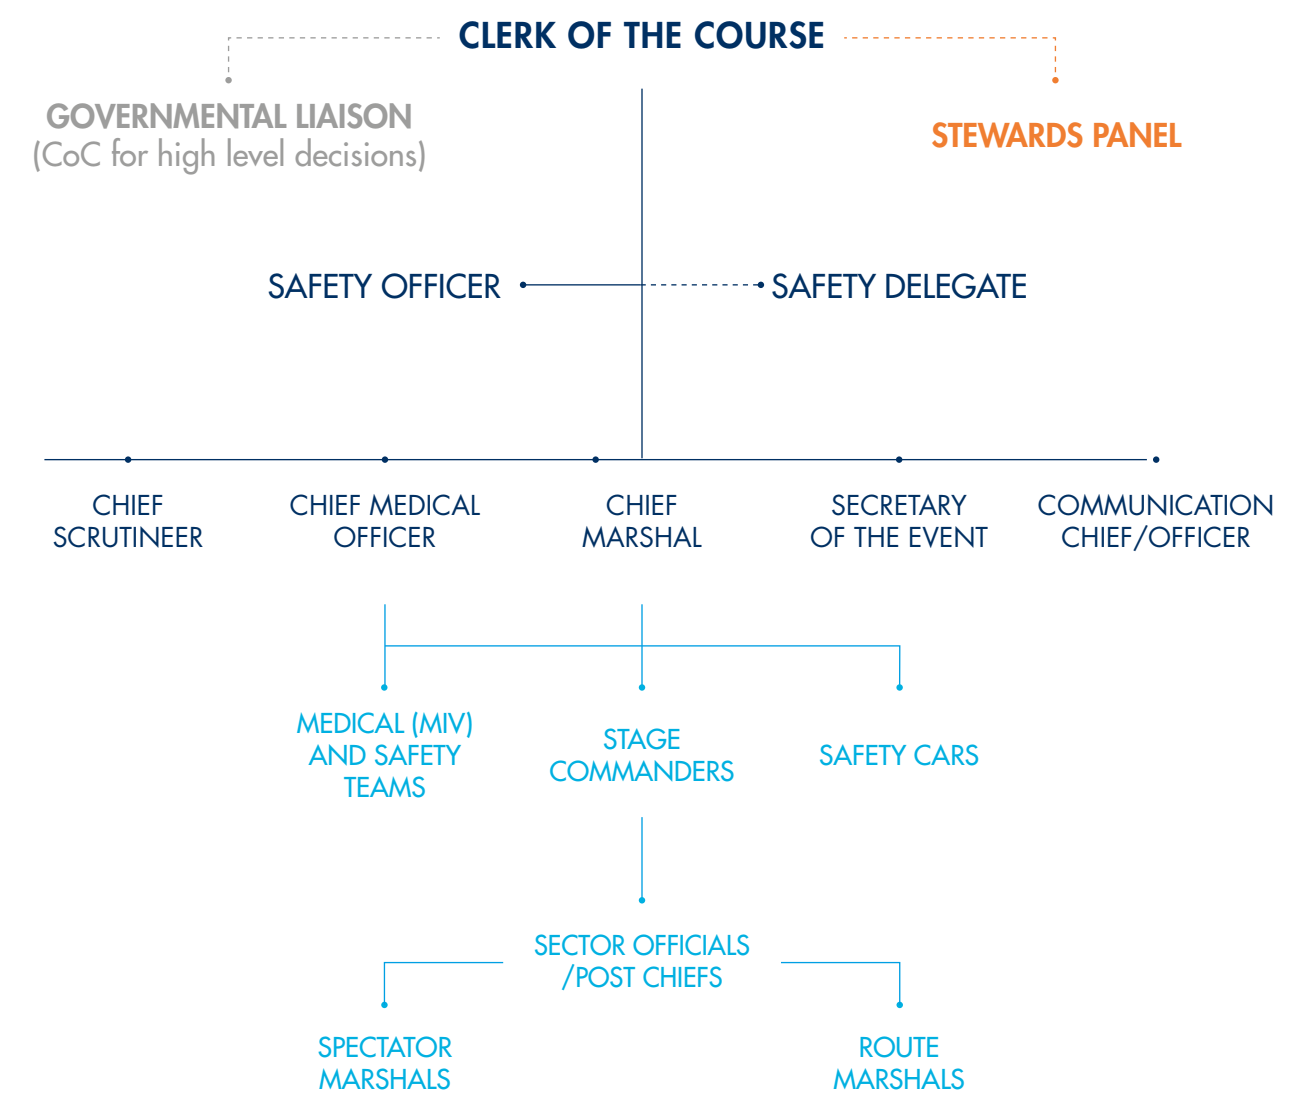 CLERK OF THE COURSE
GOVERNMENTAL LIAISON
(CoC for high level decisions)
STEWARDS PANEL
SAFETY OFFICER
SAFETY DELEGATE
CHIEF
SCRUTINEER
CHIEF MEDICAL
OFFICER
CHIEF
MARSHAL
SECRETARY
OF THE EVENT
COMMUNICATION
CHIEF/OFFICER
MEDICAL (MIV)
AND SAFETY
TEAMS
STAGE
COMMANDERS
SAFETY CARS
SECTOR OFFICIALS
/POST CHIEFS
SPECTATOR
MARSHALS
ROUTE
MARSHALS